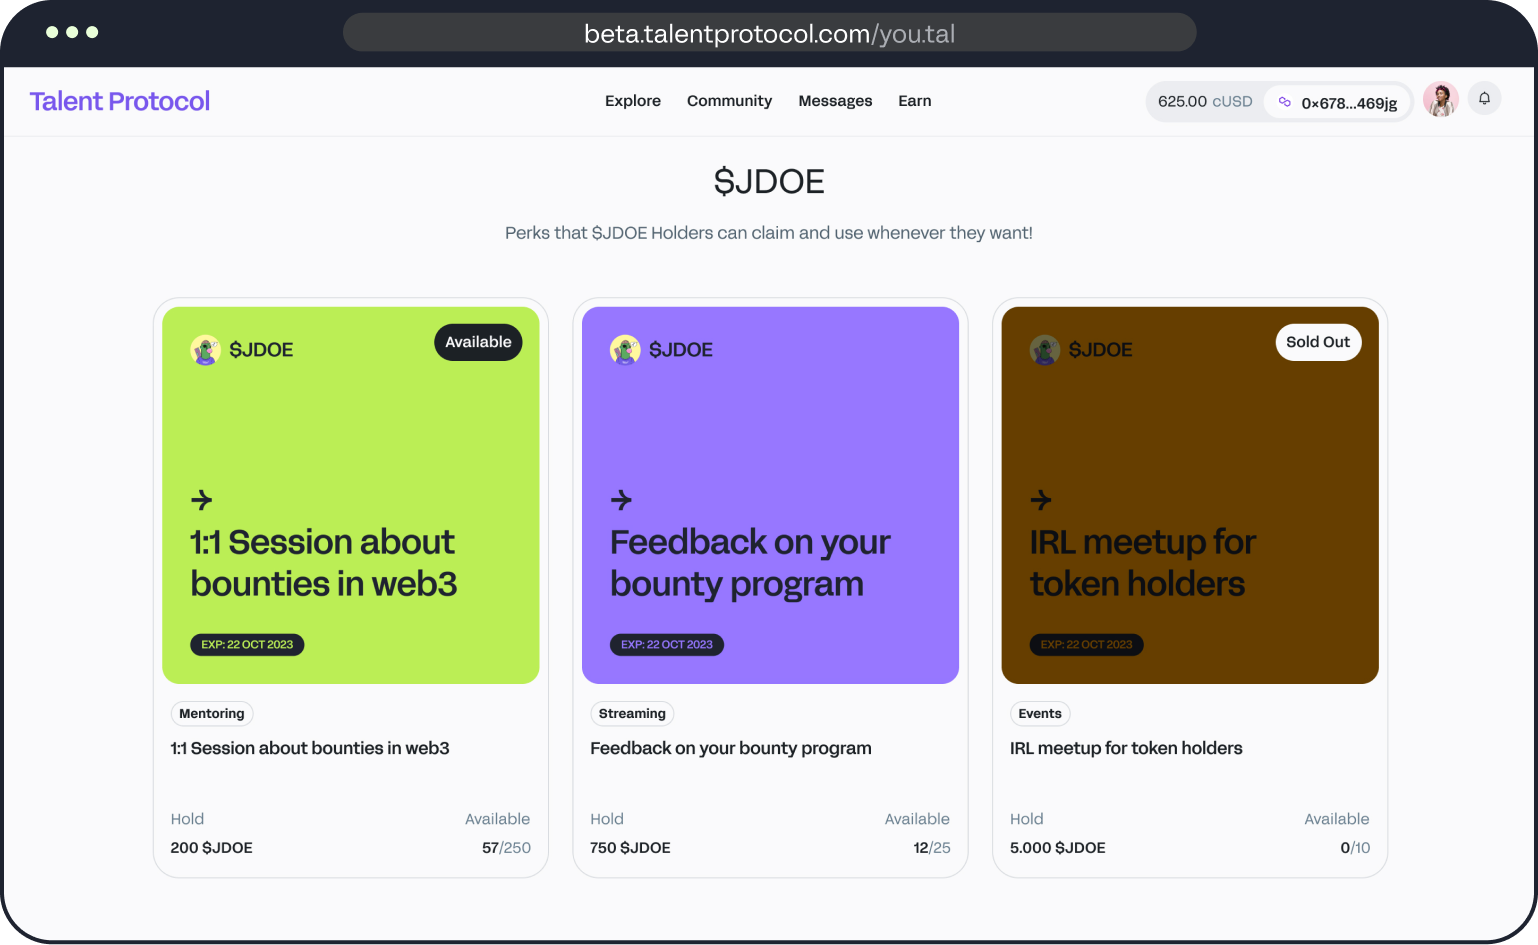 beta.talentprotocol.com/you.tal
Talent Protocol
Explore Community Messages Earn
625.00 cUSD 0×678...469jg
$JDOE
Perks that $JDOE Holders can claim and use whenever they want!
$JDOE
Available
1:1 Session about
bounties in web3
EXP: 22 OCT 2023
Mentoring
1:1 Session about bounties in web3
Hold Available
200 $JDOE 57/250
$JDOE
Feedback on your
bounty program
EXP: 22 OCT 2023
Streaming
Feedback on your bounty program
Hold Available
750 $JDOE 12/25
$JDOE
Sold Out
IRL meetup for
token holders
EXP: 22 OCT 2023
Events
IRL meetup for token holders
Hold Available
5.000 $JDOE 0/10